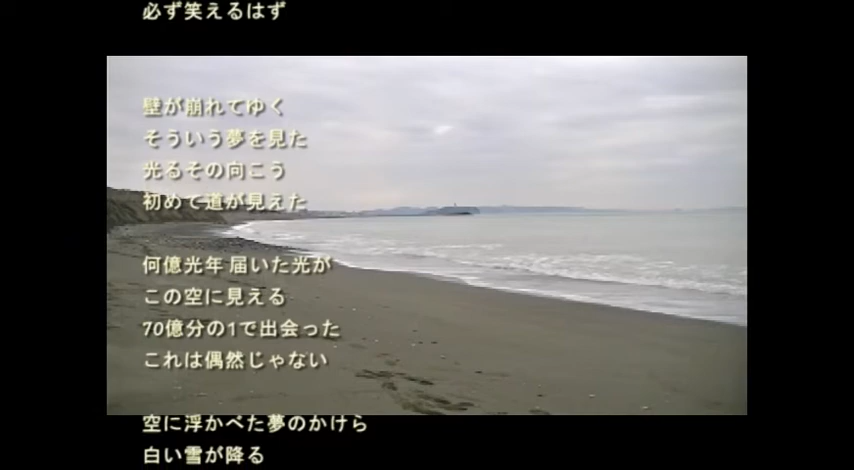 必ず笑えるはず
壁が崩れてゆく
そういう夢を見た
光るその向こう
初めて道が見えた
何億光年 届いた光が
この空に見える
70億分の1で出会った
これは偶然じゃない
空に浮かべた夢のかけら
白い雪が降る